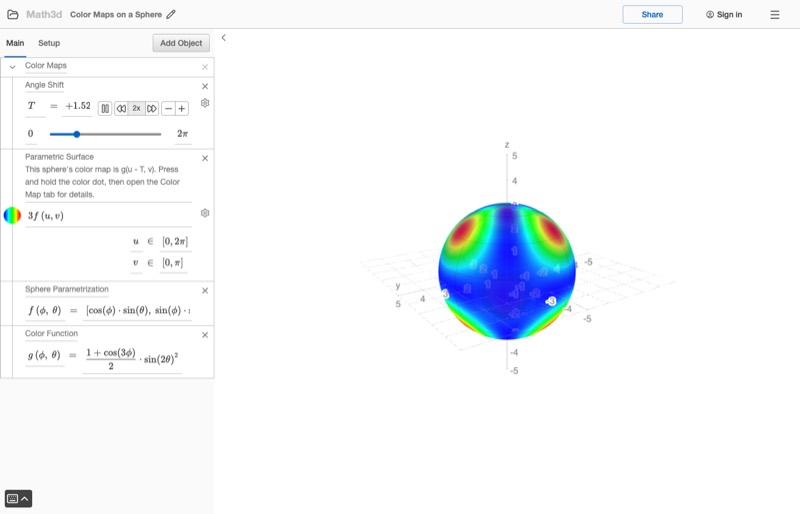 Math3d Color Maps on a Sphere
Share
Sign in
Main Setup Add Object
Color Maps
Angle Shift
T = +1.52 2x
0 2π
Parametric Surface
This sphere's color map is g(u - T, v). Press
and hold the color dot, then open the Color
Map tab for details.
3f (u, v)
u ∈ [0, 2π]
v ∈ [0, π]
Sphere Parametrization
f (ϕ, θ) = [cos(ϕ) · sin(θ), sin(ϕ) ·
Color Function
g (ϕ, θ) = 1 + cos(3ϕ) / 2 · sin(2θ)²
z
5
4
-5
y
5
4
3
-3
-4
-5
-4
-5